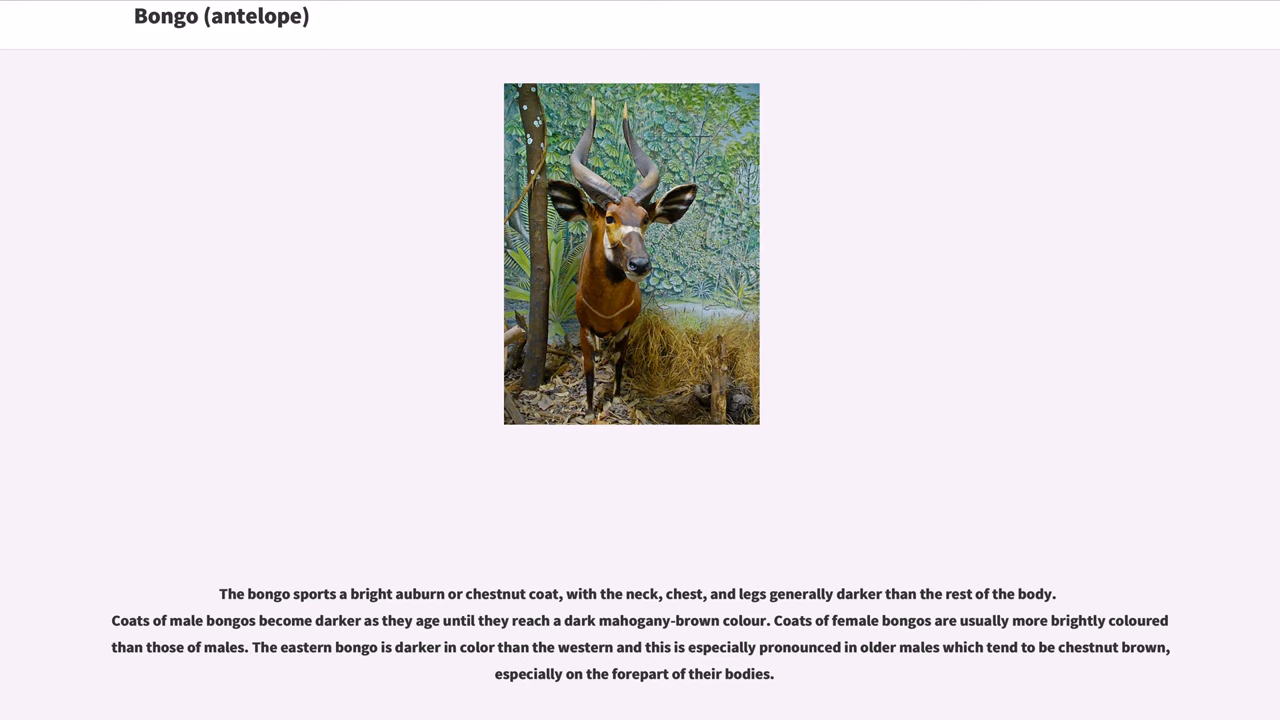 Bongo (antelope)
The bongo sports a bright auburn or chestnut coat, with the neck, chest, and legs generally darker than the rest of the body.
Coats of male bongos become darker as they age until they reach a dark mahogany-brown colour. Coats of female bongos are usually more brightly coloured
than those of males. The eastern bongo is darker in color than the western and this is especially pronounced in older males which tend to be chestnut brown,
especially on the forepart of their bodies.